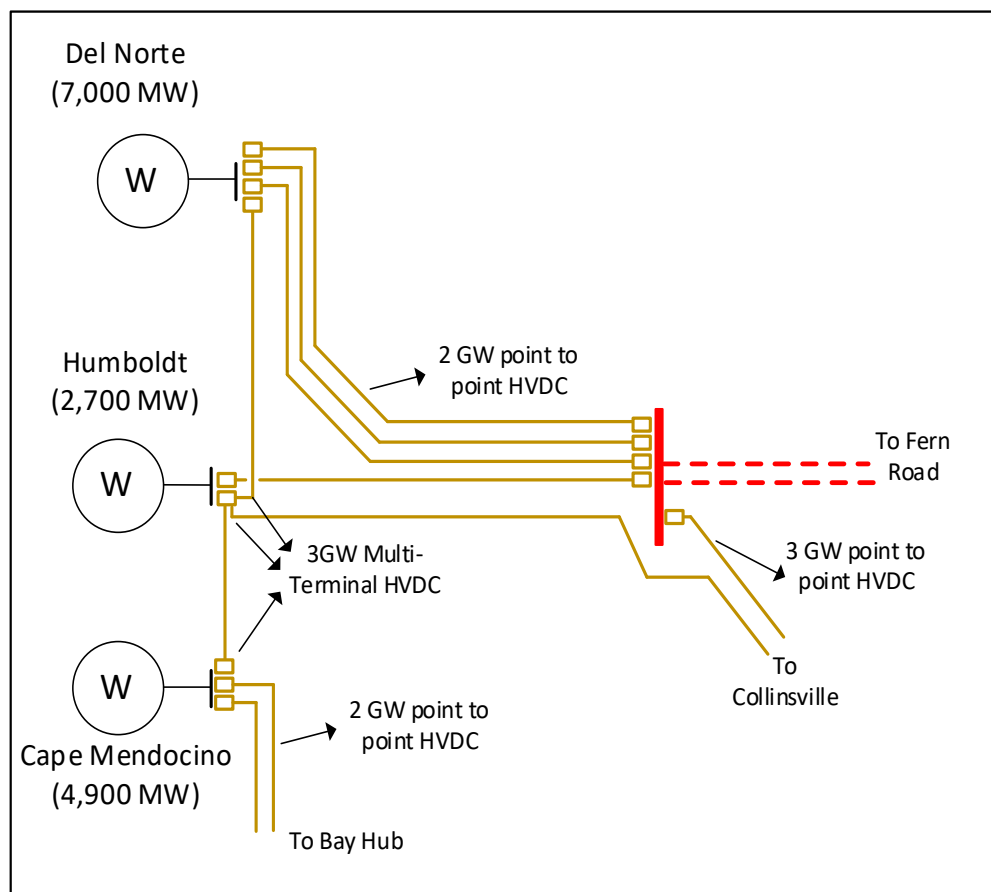 Del Norte
(7,000 MW)
W
2 GW point to
point HVDC
Humboldt
(2,700 MW)
W
To Fern
Road
3GW Multi-
Terminal HVDC
3 GW point to
point HVDC
W
To
Collinsville
Cape Mendocino
(4,900 MW)
2 GW point to
point HVDC
To Bay Hub